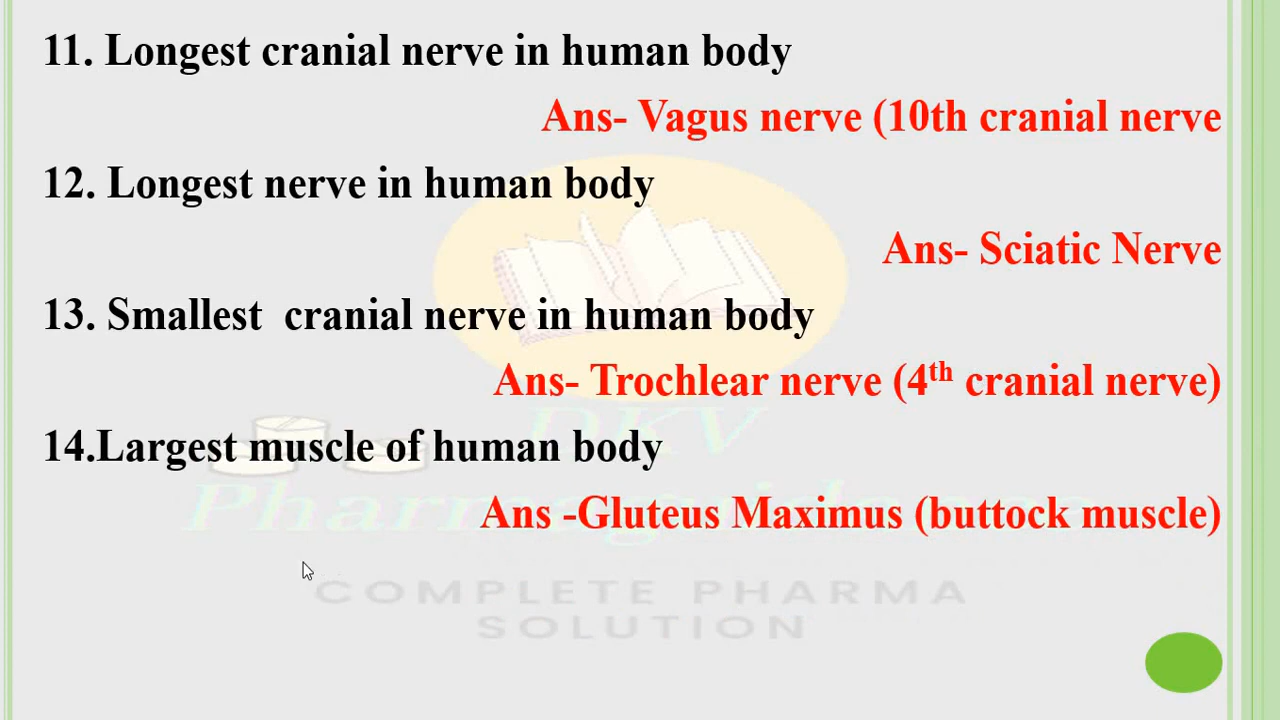 11. Longest cranial nerve in human body
Ans- Vagus nerve (10th cranial nerve
12. Longest nerve in human body
Ans- Sciatic Nerve
13. Smallest  cranial nerve in human body
Ans- Trochlear nerve (4th cranial nerve)
14.Largest muscle of human body
Ans -Gluteus Maximus (buttock muscle)
DKV
Pharmaguidance
COMPLETE PHARMA
SOLUTION